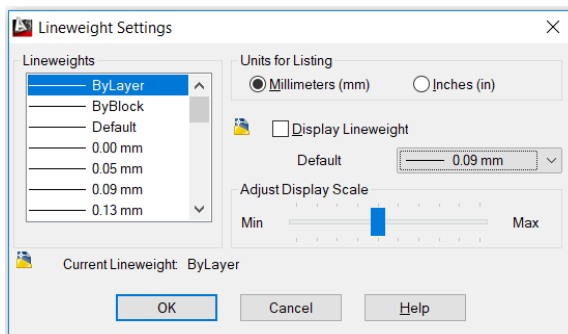 Lineweight Settings
Lineweights
ByLayer
ByBlock
Default
0.00 mm
0.05 mm
0.09 mm
0.13 mm
Units for Listing
Millimeters (mm) Inches (in)
Display Lineweight
Default 0.09 mm
Adjust Display Scale
Min Max
Current Lineweight: ByLayer
OK Cancel Help